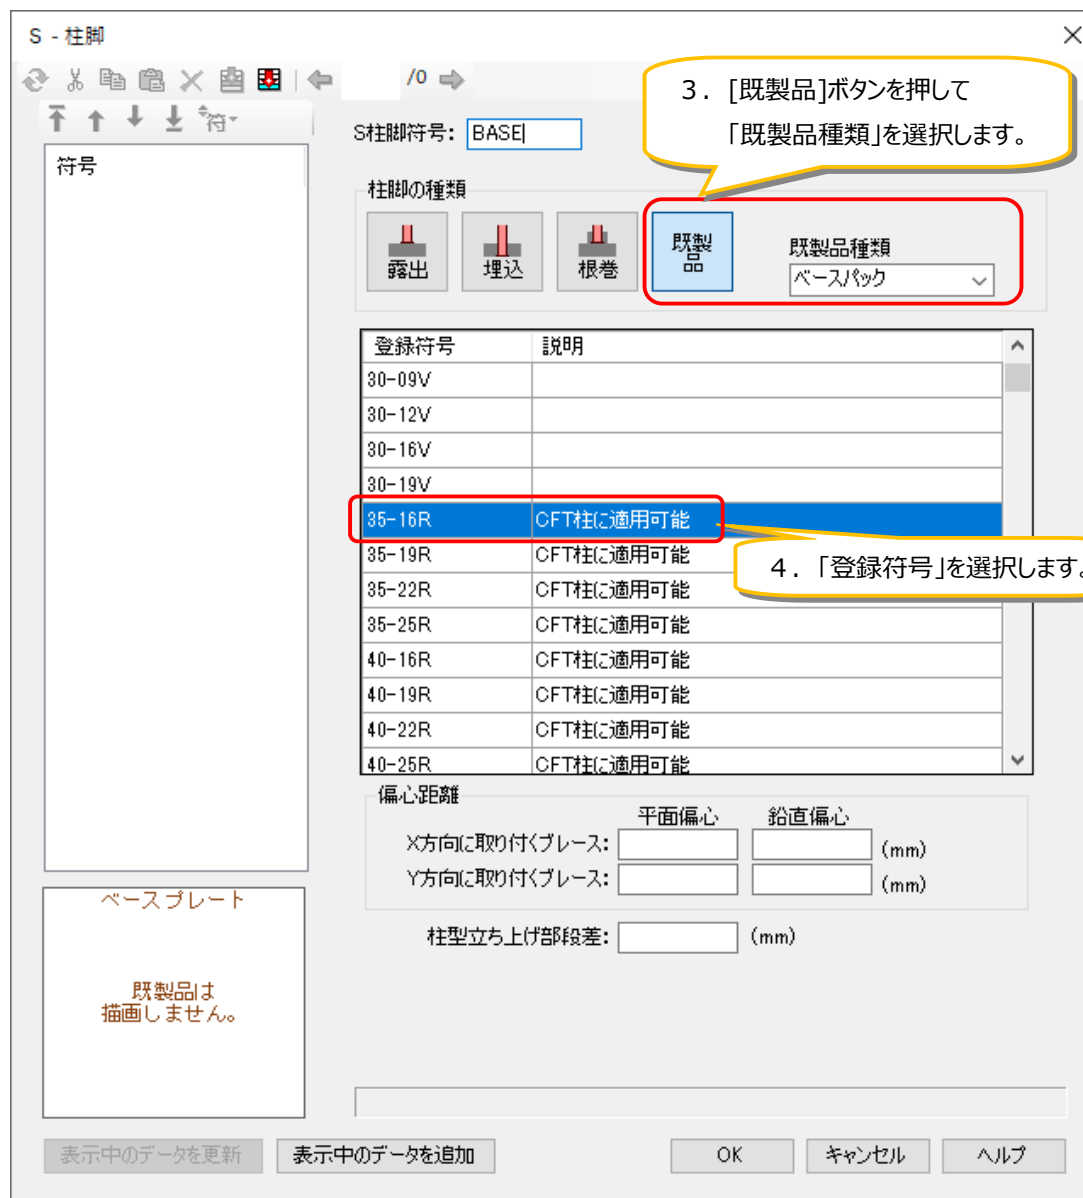 S - 柱脚
/0
符
3．[既製品]ボタンを押して
「既製品種類」を選択します。
S柱脚符号: BASE
符号
柱脚の種類
露出
埋込
根巻
既製
品
既製品種類
ベースパック
登録符号 説明
30-09V
30-12V
30-16V
30-19V
35-16R CFT柱に適用可能
35-19R CFT柱に適用可能
4．「登録符号」を選択します。
35-22R CFT柱に適用可能
35-25R CFT柱に適用可能
40-16R CFT柱に適用可能
40-19R CFT柱に適用可能
40-22R CFT柱に適用可能
40-25R CFT柱に適用可能
偏心距離
平面偏心 鉛直偏心
X方向に取り付くブレース: (mm)
Y方向に取り付くブレース: (mm)
柱型立ち上げ部段差: (mm)
ベースプレート
既製品は
描画しません。
表示中のデータを更新 表示中のデータを追加 OK キャンセル ヘルプ